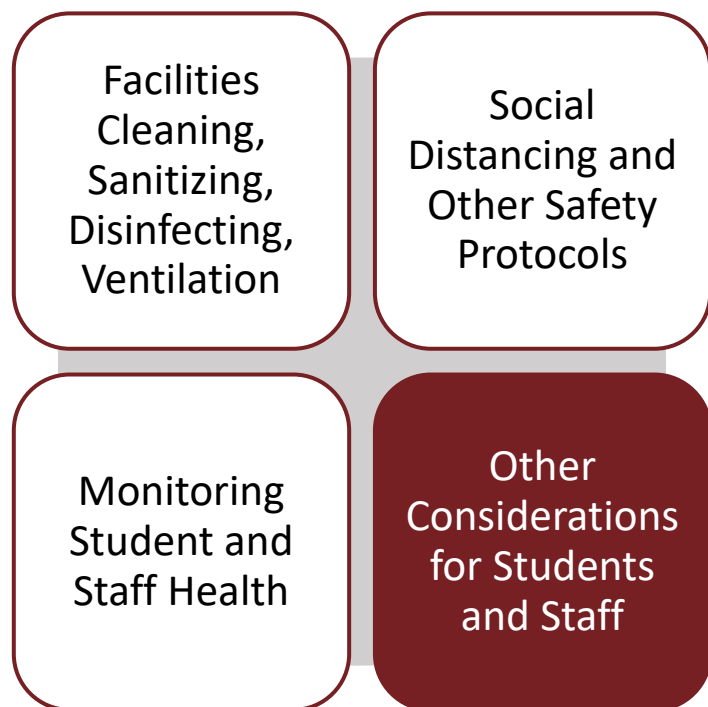 Facilities
Cleaning,
Sanitizing,
Disinfecting,
Ventilation
Social
Distancing and
Other Safety
Protocols
Monitoring
Student and
Staff Health
Other
Considerations
for Students
and Staff